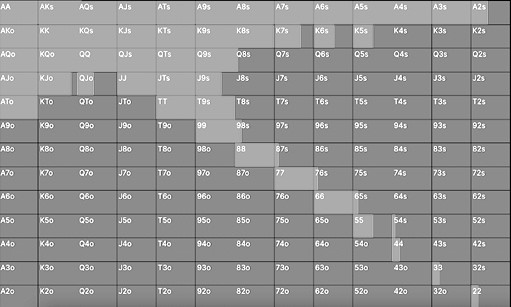 AA AKs AQs AJs ATs A9s A8s A7s A6s A5s A4s A3s A2s
AKo KK KQs KJs KTs K9s K8s K7s K6s K5s K4s K3s K2s
AQo KQo QQ QJs QTs Q9s Q8s Q7s Q6s Q5s Q4s Q3s Q2s
AJo KJo QJo JJ JTs J9s J8s J7s J6s J5s J4s J3s J2s
ATo KTo QTo JTo TT T9s T8s T7s T6s T5s T4s T3s T2s
A9o K9o Q9o J9o T9o 99 98s 97s 96s 95s 94s 93s 92s
A8o K8o Q8o J8o T8o 98o 88 87s 86s 85s 84s 83s 82s
A7o K7o Q7o J7o T7o 97o 87o 77 76s 75s 74s 73s 72s
A6o K6o Q6o J6o T6o 96o 86o 76o 66 65s 64s 63s 62s
A5o K5o Q5o J5o T5o 95o 85o 75o 65o 55 54s 53s 52s
A4o K4o Q4o J4o T4o 94o 84o 74o 64o 54o 44 43s 42s
A3o K3o Q3o J3o T3o 93o 83o 73o 63o 53o 43o 33 32s
A2o K2o Q2o J2o T2o 92o 82o 72o 62o 52o 42o 32o 22